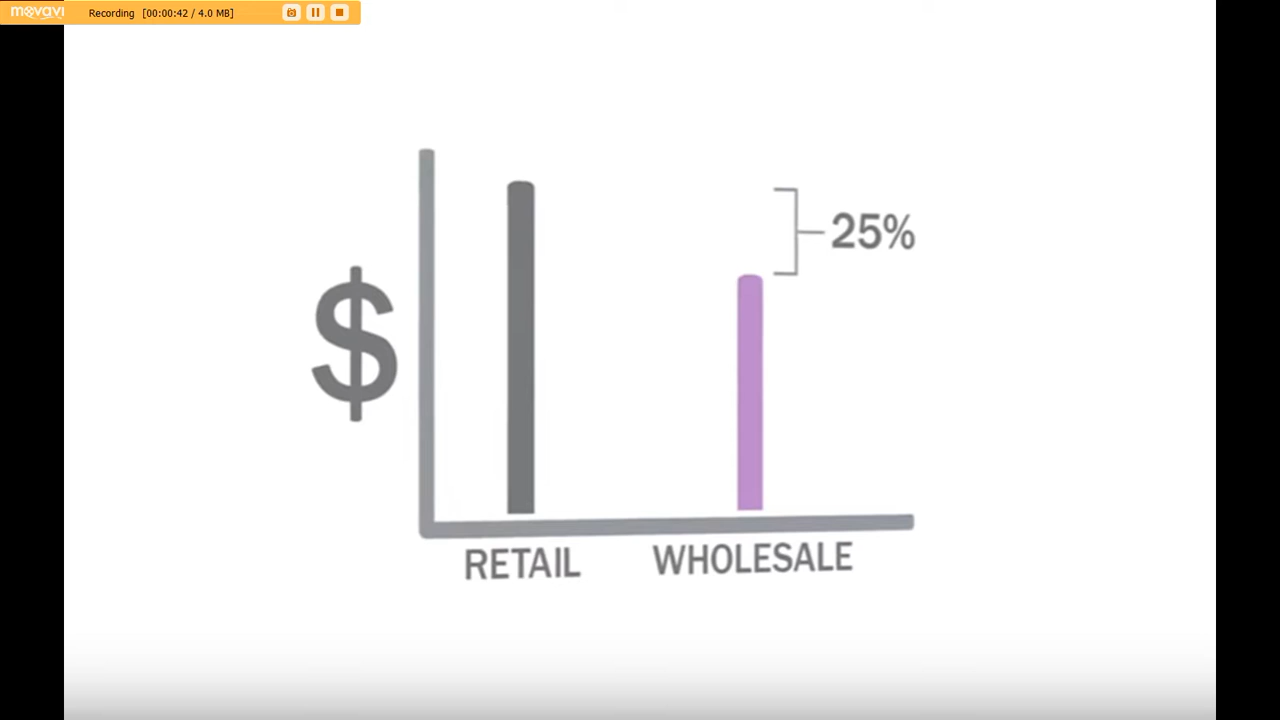 movavi
Recording [00:00:42 / 4.0 MB]
25%
$
RETAIL WHOLESALE